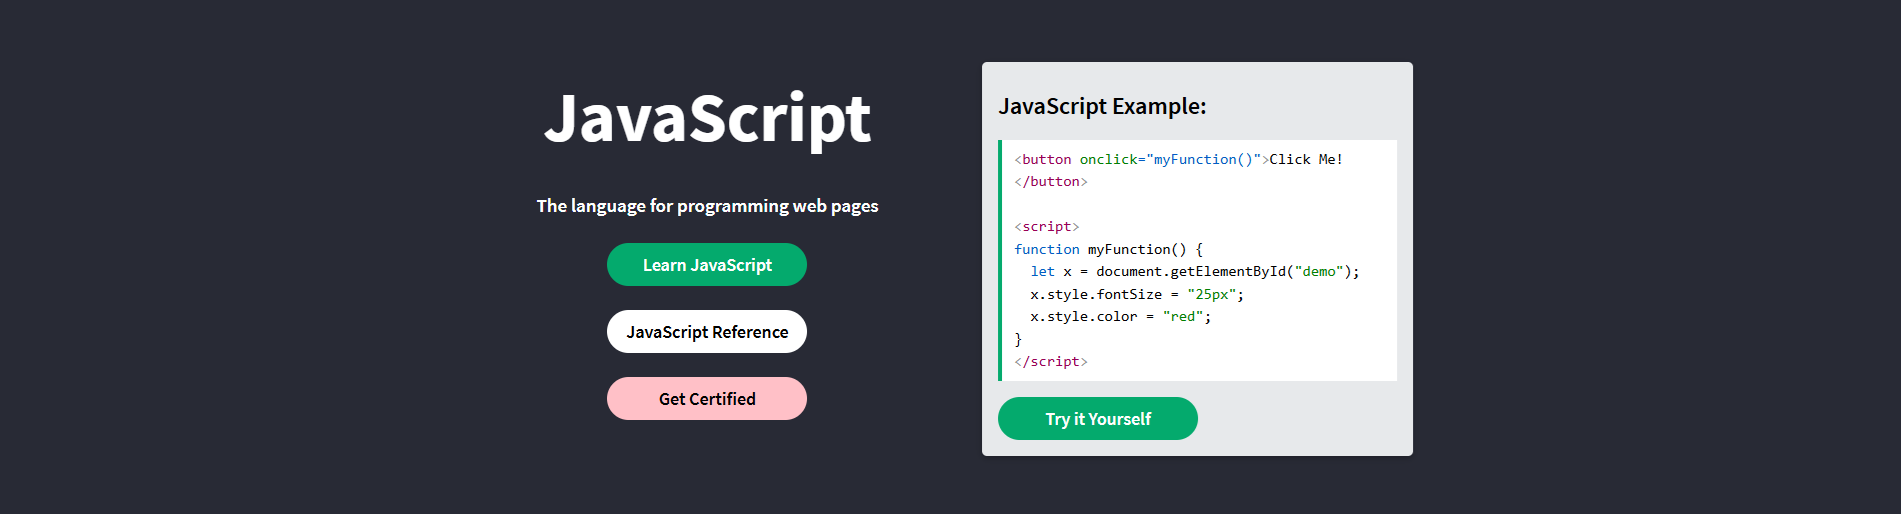 JavaScript
The language for programming web pages
Learn JavaScript
JavaScript Reference
Get Certified
JavaScript Example:
<button onclick="myFunction()">Click Me!
</button>
<script>
function myFunction() {
  let x = document.getElementById("demo");
  x.style.fontSize = "25px";
  x.style.color = "red";
}
</script>
Try it Yourself